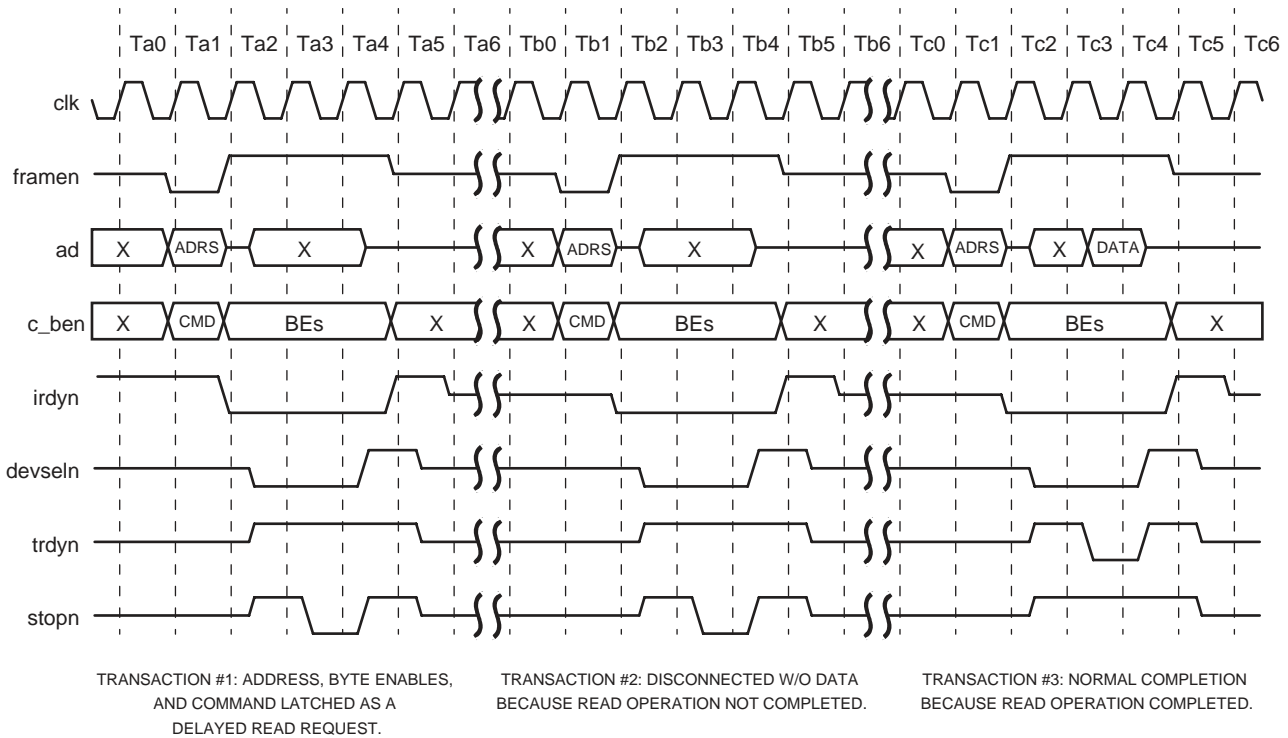 Ta0 Ta1 Ta2 Ta3 Ta4 Ta5 Ta6 Tb0 Tb1 Tb2 Tb3 Tb4 Tb5 Tb6 Tc0 Tc1 Tc2 Tc3 Tc4 Tc5 Tc6
clk
framen
ad X ADRS X X ADRS X X ADRS X DATA
c_ben X CMD BEs X X CMD BEs X X CMD BEs X
irdyn
devseln
trdyn
stopn
TRANSACTION #1: ADDRESS, BYTE ENABLES,
AND COMMAND LATCHED AS A
DELAYED READ REQUEST.
TRANSACTION #2: DISCONNECTED W/O DATA
BECAUSE READ OPERATION NOT COMPLETED.
TRANSACTION #3: NORMAL COMPLETION
BECAUSE READ OPERATION COMPLETED.